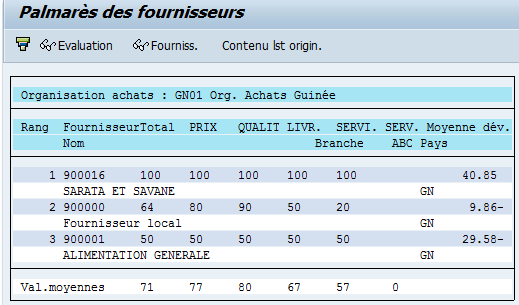 Palmarès des fournisseurs
Evaluation Fourniss. Contenu lst origin.
Organisation achats : GN01 Org. Achats Guinée
Rang FournisseurTotal PRIX QUALIT LIVR. SERVI. SERV. Moyenne dév.
Nom Branche ABC Pays
1 900016 100 100 100 100 100 40.85
SARATA ET SAVANE GN
2 900000 64 80 90 50 20 9.86-
Fournisseur local GN
3 900001 50 50 50 50 50 29.58-
ALIMENTATION GENERALE GN
Val.moyennes 71 77 80 67 57 0